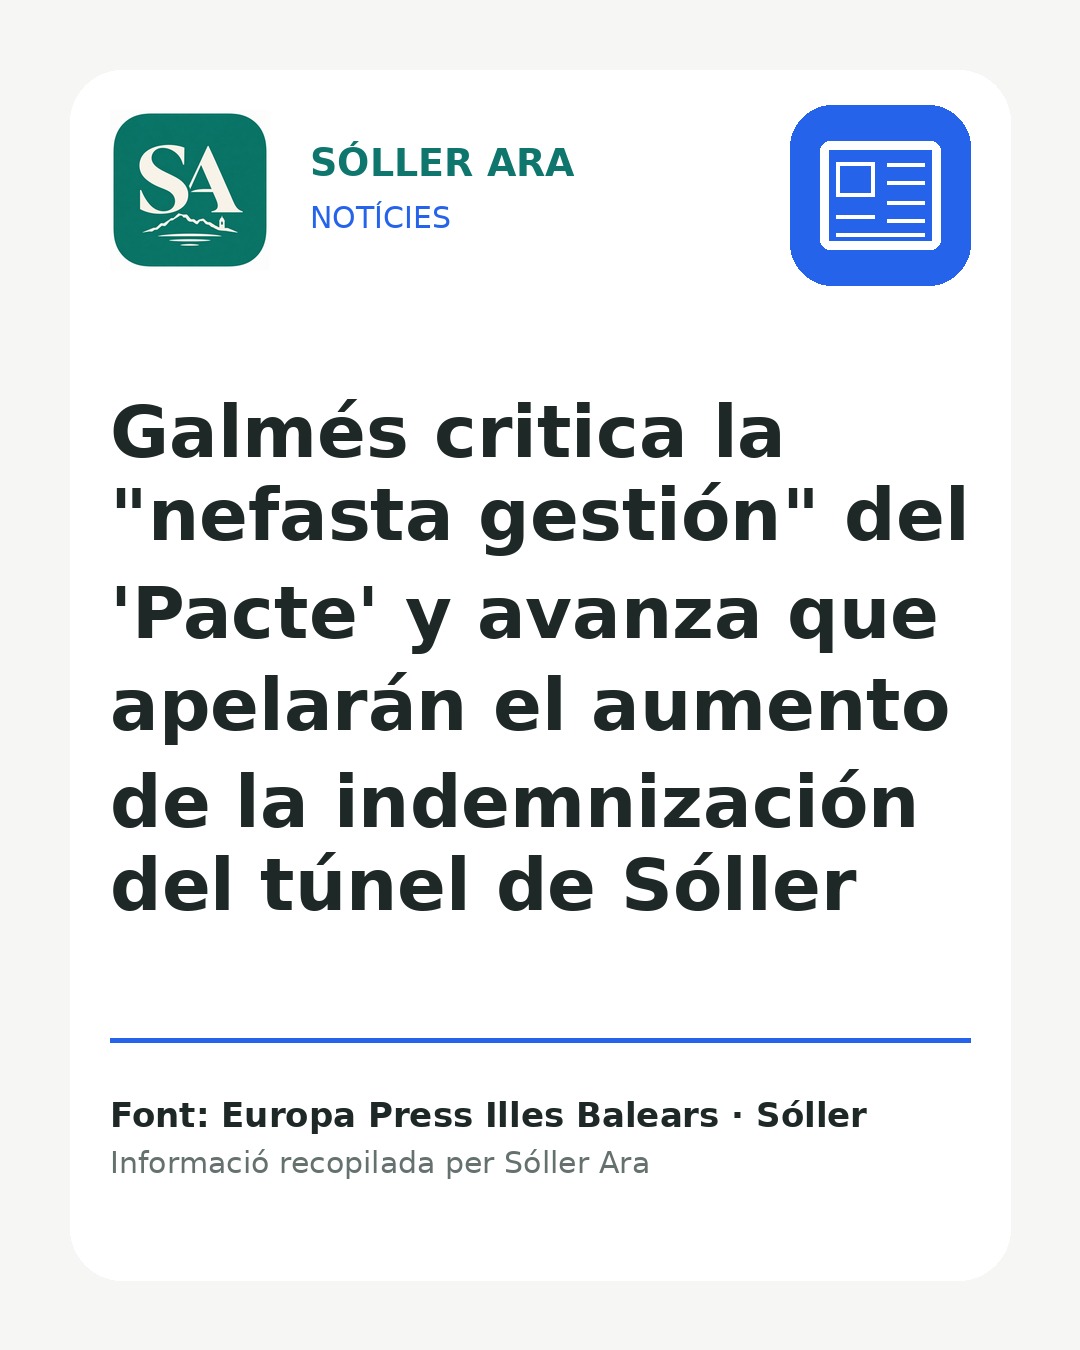 SA
SÓLLER ARA
NOTÍCIES
Galmés critica la
"nefasta gestión" del
'Pacte' y avanza que
apelarán el aumento
de la indemnización
del túnel de Sóller
Font: Europa Press Illes Balears · Sóller
Informació recopilada per Sóller Ara